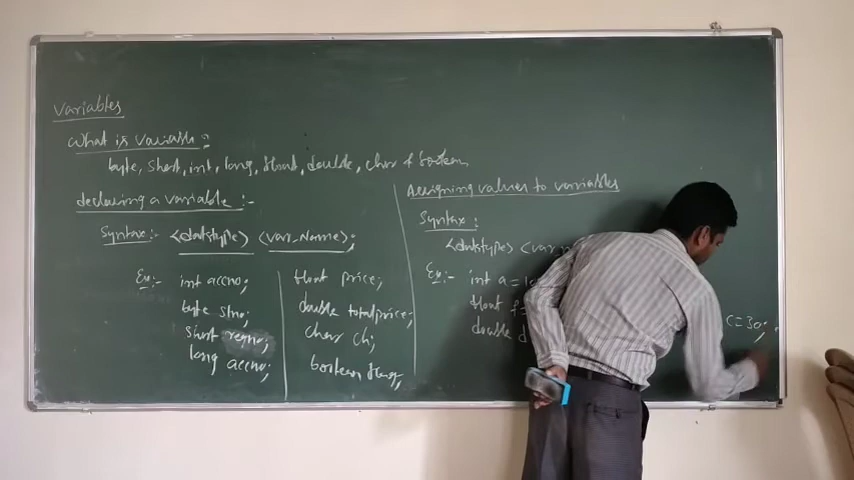 Variables
What is variable?
byte, short, int, long, float, double, char & boolean
declaring a variable :-
Syntax:- <datatype> <var_Name>;
Ex:- int accno;
byte slno;
short regno;
long accno;
float price;
double totalprice;
char ch;
boolean flag;
Assigning values to variables
Syntax:
<datatype> <var
Ex:- int a =
float f
double d
c=30;